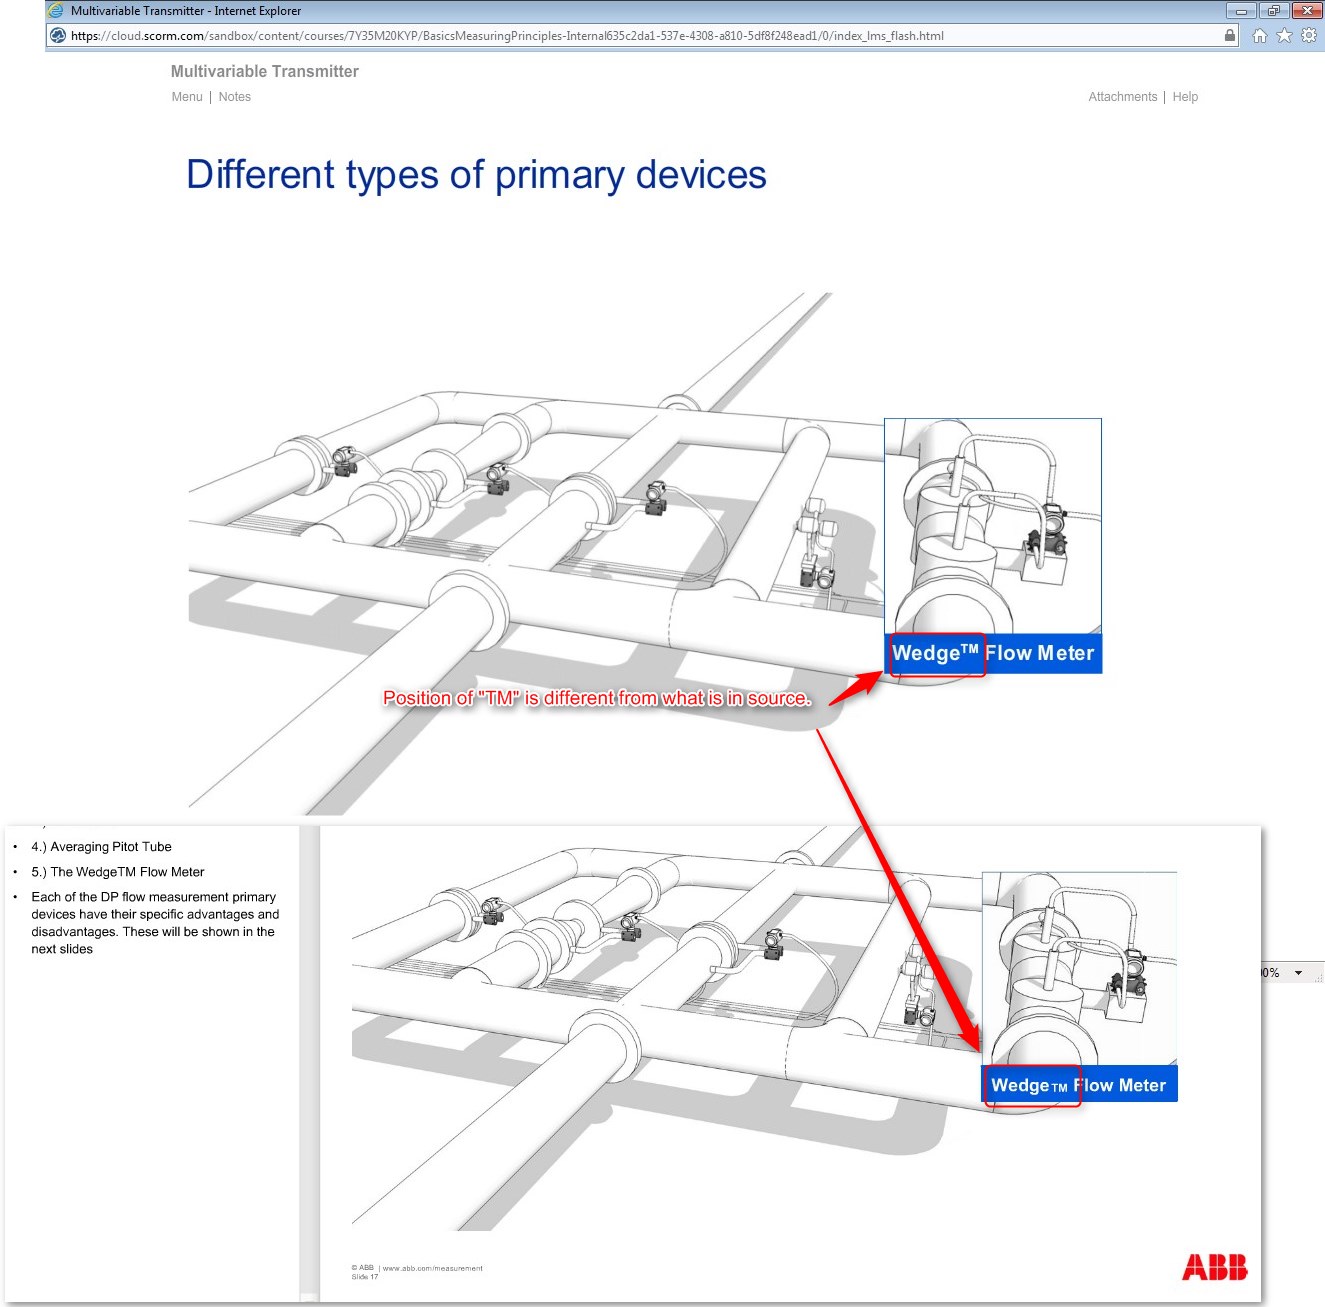 Multivariable Transmitter - Internet Explorer
https://cloud.scorm.com/sandbox/content/courses/7Y35M20KYP/BasicsMeasuringPrinciples-Internal635c2da1-537e-4308-a810-5df8f248ead1/0/index_lms_flash.html
Multivariable Transmitter
Menu | Notes
Attachments | Help
Different types of primary devices
Wedge™ Flow Meter
Position of "TM" is different from what is in source.
• 4.) Averaging Pitot Tube
• 5.) The WedgeTM Flow Meter
• Each of the DP flow measurement primary
devices have their specific advantages and
disadvantages. These will be shown in the
next slides
Wedge™ Flow Meter
© ABB | www.abb.com/measurement
Slide 17
ABB